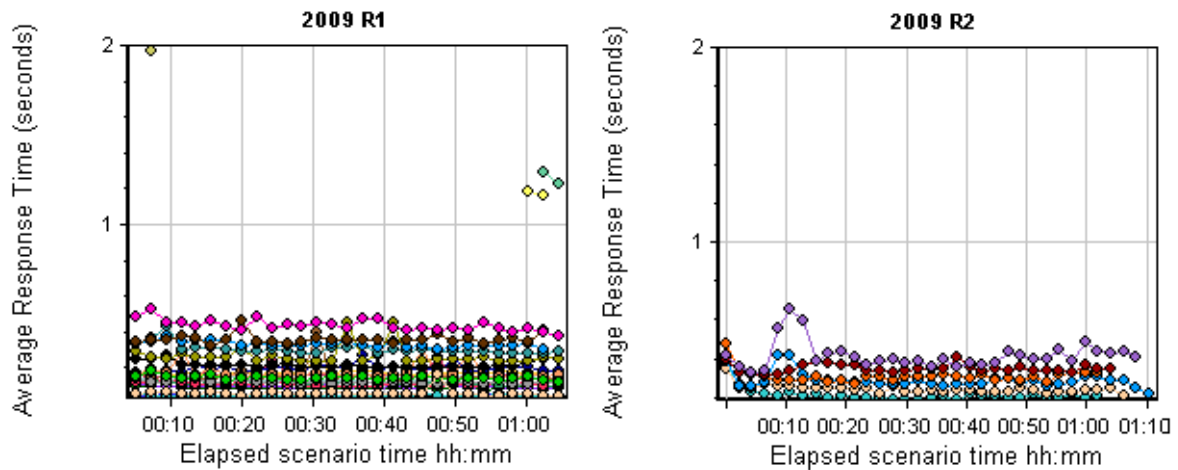 2009 R1
Average Response Time (seconds)
2
1
00:10 00:20 00:30 00:40 00:50 01:00
Elapsed scenario time hh:mm
2009 R2
Average Response Time (seconds)
2
1
00:10 00:20 00:30 00:40 00:50 01:00 01:10
Elapsed scenario time hh:mm